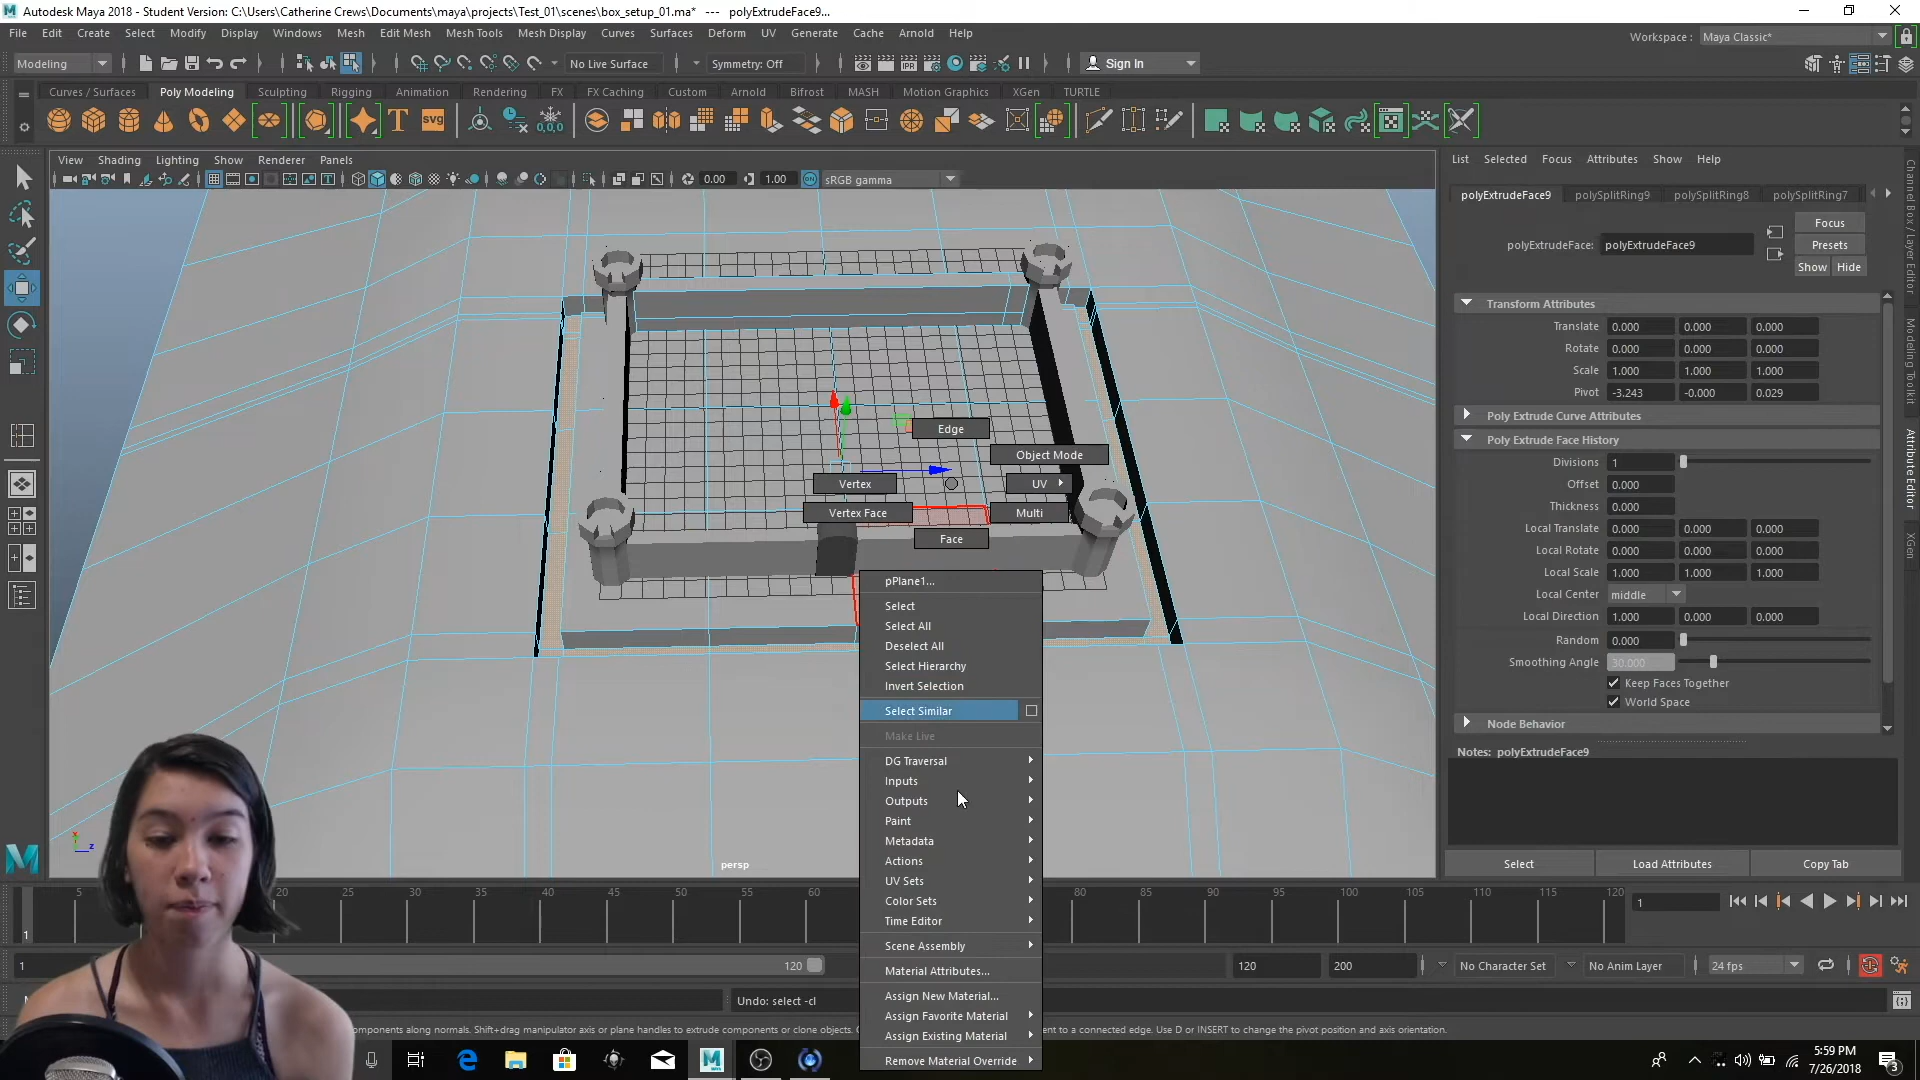 Autodesk Maya 2018 - Student Version: C:\Users\Catherine Crews\Documents\maya\projects\Test_01\scenes\box_setup_01.ma* --- polyExtrudeFace9...
File Edit Create Select Modify Display Windows Mesh Edit Mesh Mesh Tools Mesh Display Curves Surfaces Deform UV Generate Cache Arnold Help
Workspace : Maya Classic*
Modeling No Live Surface Symmetry: Off Sign In
Curves / Surfaces Poly Modeling Sculpting Rigging Animation Rendering FX FX Caching Custom Arnold Bifrost MASH Motion Graphics XGen TURTLE
T SVG 0,0,0
View Shading Lighting Show Renderer Panels
0.00 1.00 sRGB gamma
List Selected Focus Attributes Show Help
polyExtrudeFace9 polySplitRing9 polySplitRing8 polySplitRing7
Focus
polyExtrudeFace: polyExtrudeFace9 Presets
Show Hide
Transform Attributes
Translate 0.000 0.000 0.000
Rotate 0.000 0.000 0.000
Scale 1.000 1.000 1.000
Pivot -3.243 -0.000 0.029
Poly Extrude Curve Attributes
Poly Extrude Face History
Divisions 1
Offset 0.000
Thickness 0.000
Local Translate 0.000 0.000 0.000
Local Rotate 0.000 0.000 0.000
Local Scale 1.000 1.000 1.000
Local Center middle
Local Direction 1.000 0.000 0.000
Random 0.000
Smoothing Angle 30.000
Keep Faces Together
World Space
Node Behavior
Notes: polyExtrudeFace9
Select Load Attributes Copy Tab
Channel Box / Layer Editor
Modeling Toolkit
Attribute Editor
XGen
Edge
Object Mode
Vertex
UV
Vertex Face
Multi
Face
pPlane1...
Select
Select All
Deselect All
Select Hierarchy
Invert Selection
Select Similar
Make Live
DG Traversal
Inputs
Outputs
Paint
Metadata
Actions
UV Sets
Color Sets
Time Editor
Scene Assembly
Material Attributes...
Assign New Material...
Assign Favorite Material
Assign Existing Material
Remove Material Override
z
persp
5 20 25 30 35 40 45 50 55 60 80 85 90 95 100 105 110 115 120
1
1
1 120
120 200 No Character Set No Anim Layer 24 fps
Undo: select -cl
components along normals. Shift+drag manipulator axis or plane handles to extrude components or clone objects.
ent to a connected edge. Use D or INSERT to change the pivot position and axis orientation.
5:59 PM
7/26/2018
3